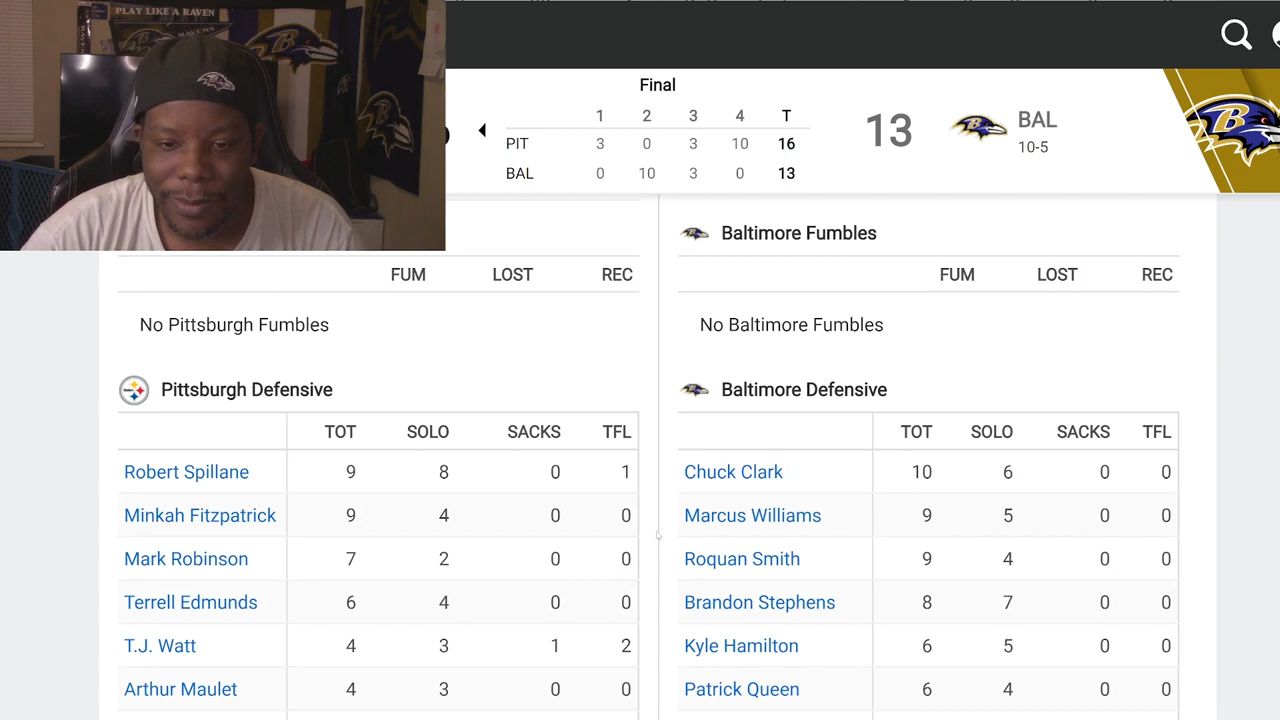 PLAY LIKE A RAVEN
RAVENS
Final
1 2 3 4 T
PIT 3 0 3 10 16
BAL 0 10 3 0 13
13
BAL
10-5
FUM LOST REC
No Pittsburgh Fumbles
Baltimore Fumbles
FUM LOST REC
No Baltimore Fumbles
Pittsburgh Defensive
TOT SOLO SACKS TFL
Robert Spillane 9 8 0 1
Minkah Fitzpatrick 9 4 0 0
Mark Robinson 7 2 0 0
Terrell Edmunds 6 4 0 0
T.J. Watt 4 3 1 2
Arthur Maulet 4 3 0 0
Baltimore Defensive
TOT SOLO SACKS TFL
Chuck Clark 10 6 0 0
Marcus Williams 9 5 0 0
Roquan Smith 9 4 0 0
Brandon Stephens 8 7 0 0
Kyle Hamilton 6 5 0 0
Patrick Queen 6 4 0 0